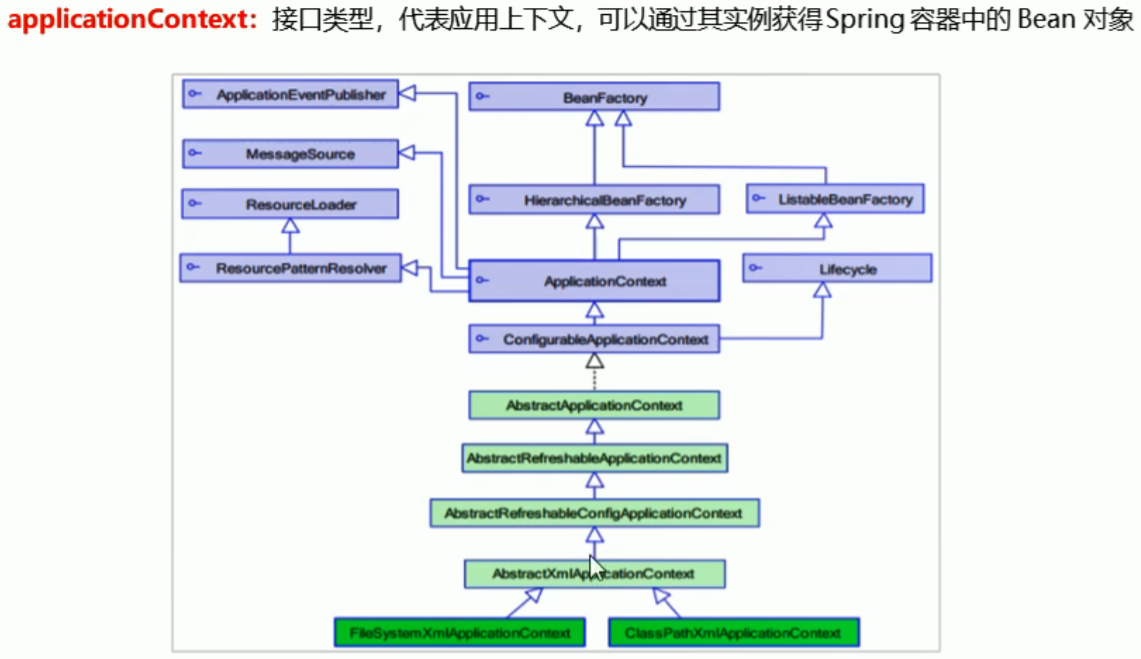 applicationContext：接口类型，代表应用上下文，可以通过其实例获得Spring 容器中的 Bean 对象
ApplicationEventPublisher
BeanFactory
MessageSource
ResourceLoader
HierarchicalBeanFactory
ListableBeanFactory
ResourcePatternResolver
ApplicationContext
Lifecycle
ConfigurableApplicationContext
AbstractApplicationContext
AbstractRefreshableApplicationContext
AbstractRefreshableConfigApplicationContext
AbstractXmlApplicationContext
FileSystemXmlApplicationContext
ClassPathXmlApplicationContext